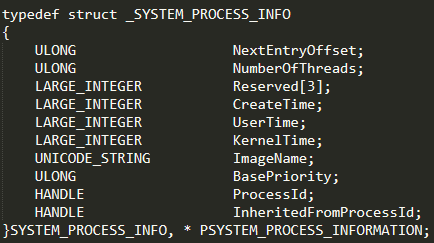 typedef struct _SYSTEM_PROCESS_INFO
{
    ULONG                   NextEntryOffset;
    ULONG                   NumberOfThreads;
    LARGE_INTEGER           Reserved[3];
    LARGE_INTEGER           CreateTime;
    LARGE_INTEGER           UserTime;
    LARGE_INTEGER           KernelTime;
    UNICODE_STRING          ImageName;
    ULONG                   BasePriority;
    HANDLE                  ProcessId;
    HANDLE                  InheritedFromProcessId;
}SYSTEM_PROCESS_INFO, * PSYSTEM_PROCESS_INFORMATION;